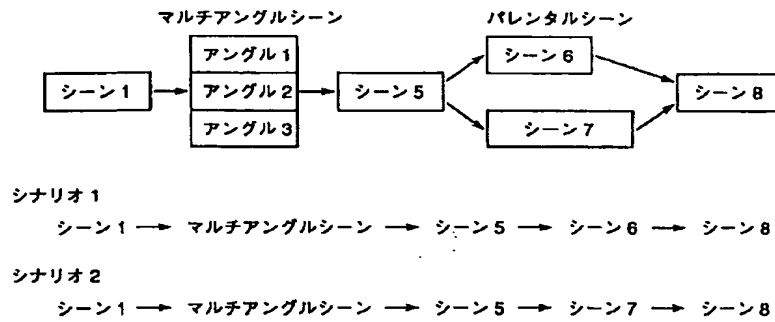 マルチアングルシーン パレンタルシーン
アングル1 シーン6
シーン1 アングル2 シーン5 シーン8
アングル3 シーン7
シナリオ1
シーン1 → マルチアングルシーン → シーン5 → シーン6 → シーン8
シナリオ2
シーン1 → マルチアングルシーン → シーン5 → シーン7 → シーン8